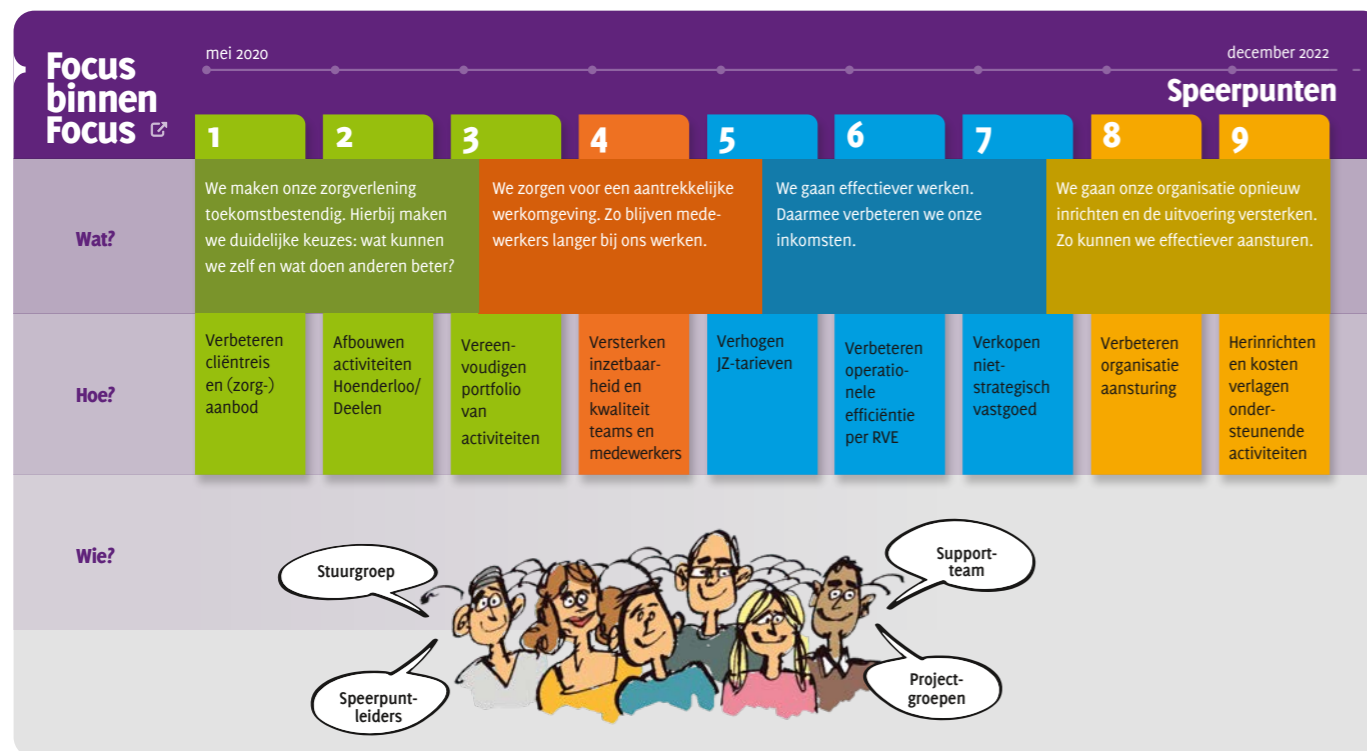 Focus
binnen
Focus
mei 2020
december 2022
Speerpunten
1
2
3
4
5
6
7
8
9
Wat?
We maken onze zorgverlening
toekomstbestendig. Hierbij maken
we duidelijke keuzes: wat kunnen
we zelf en wat doen anderen beter?
We zorgen voor een aantrekkelijke
werkomgeving. Zo blijven mede-
werkers langer bij ons werken.
We gaan effectiever werken.
Daarmee verbeteren we onze
inkomsten.
We gaan onze organisatie opnieuw
inrichten en de uitvoering versterken.
Zo kunnen we effectiever aansturen.
Hoe?
Verbeteren
cliëntreis
en (zorg-)
aanbod
Afbouwen
activiteiten
Hoenderloo/
Deelen
Vereen-
voudigen
portfolio
van
activiteiten
Versterken
inzetbaar-
heid en
kwaliteit
teams en
medewerkers
Verhogen
JZ-tarieven
Verbeteren
operatio-
nele
efficiëntie
per RVE
Verkopen
niet-
strategisch
vastgoed
Verbeteren
organisatie
aansturing
Herinrichten
en kosten
verlagen
onder-
steunende
activiteiten
Wie?
Stuurgroep
Support-
team
Speerpunt-
leiders
Project-
groepen